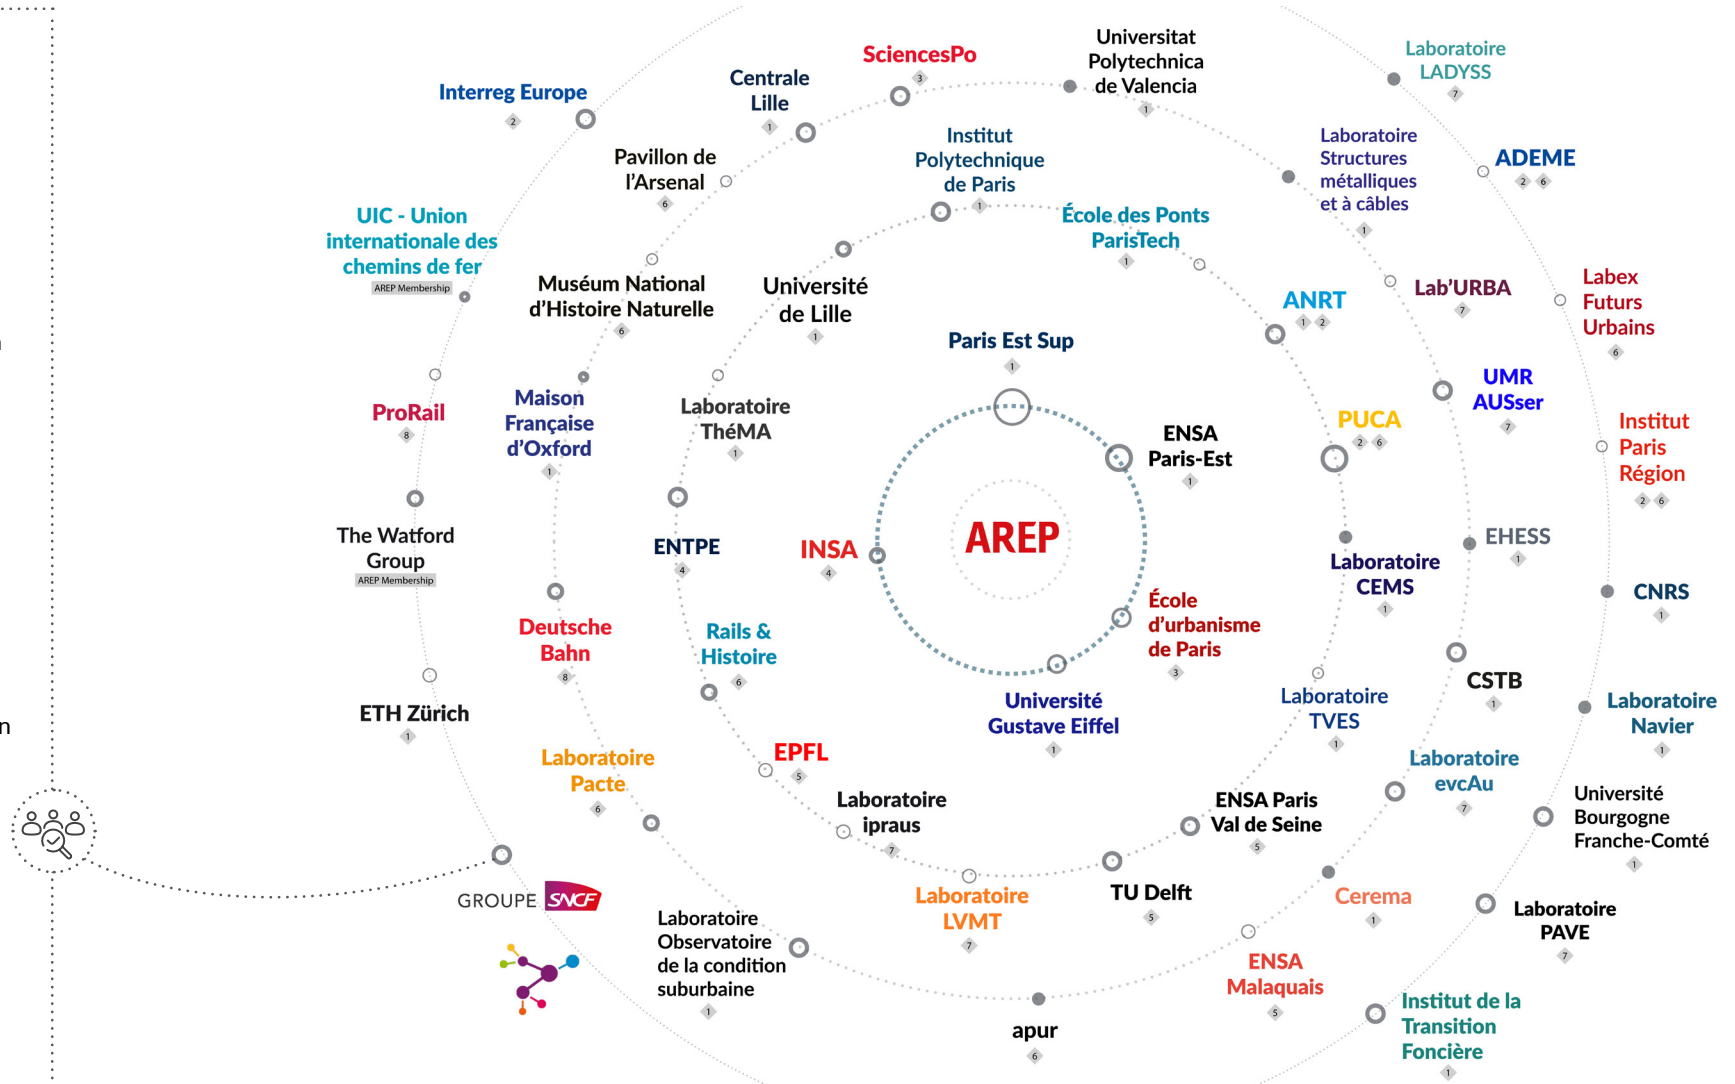 Interreg Europe
2
Centrale
Lille
1
SciencesPo
3
Universitat
Polytechnica
de Valencia
1
Laboratoire
LADYSS
7
Pavillon de
l'Arsenal
6
Institut
Polytechnique
de Paris
1
Laboratoire
Structures
métalliques
et à câbles
1
ADEME
2 6
UIC - Union
internationale des
chemins de fer
AREP Membership
École des Ponts
ParisTech
1
Muséum National
d'Histoire Naturelle
6
Université
de Lille
1
ANRT
1 2
Lab'URBA
7
Labex
Futurs
Urbains
6
Paris Est Sup
1
ProRail
8
Maison
Française
d'Oxford
1
Laboratoire
ThéMA
1
ENSA
Paris-Est
1
PUCA
2 6
UMR
AUSser
7
Institut
Paris
Région
2 6
The Watford
Group
AREP Membership
ENTPE
4
INSA
4
AREP
Laboratoire
CEMS
1
EHESS
1
CNRS
1
Deutsche
Bahn
8
Rails &
Histoire
6
École
d'urbanisme
de Paris
3
ETH Zürich
1
Université
Gustave Eiffel
1
Laboratoire
TVES
1
CSTB
1
Laboratoire
Navier
1
n
Laboratoire
Pacte
6
EPFL
5
Laboratoire
ipraus
7
ENSA Paris
Val de Seine
5
Laboratoire
evcAu
7
Université
Bourgogne
Franche-Comté
1
GROUPE SNCF
Laboratoire
LVMT
7
TU Delft
5
Cerema
1
Laboratoire
PAVE
7
Laboratoire
Observatoire
de la condition
suburbaine
1
apur
6
ENSA
Malaquais
5
Institut de la
Transition
Foncière
1